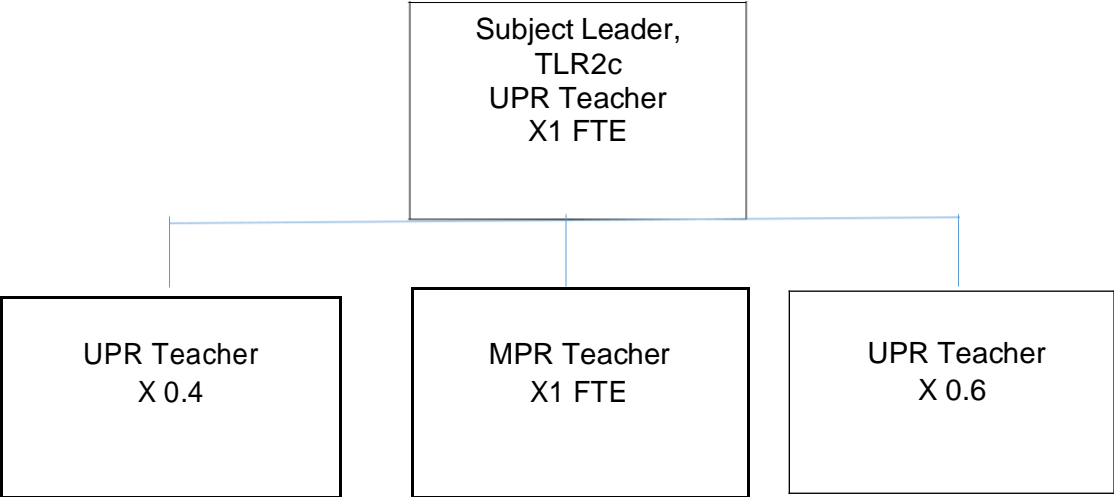 Subject Leader,
TLR2c
UPR Teacher
X1 FTE
UPR Teacher
X 0.4
MPR Teacher
X1 FTE
UPR Teacher
X 0.6